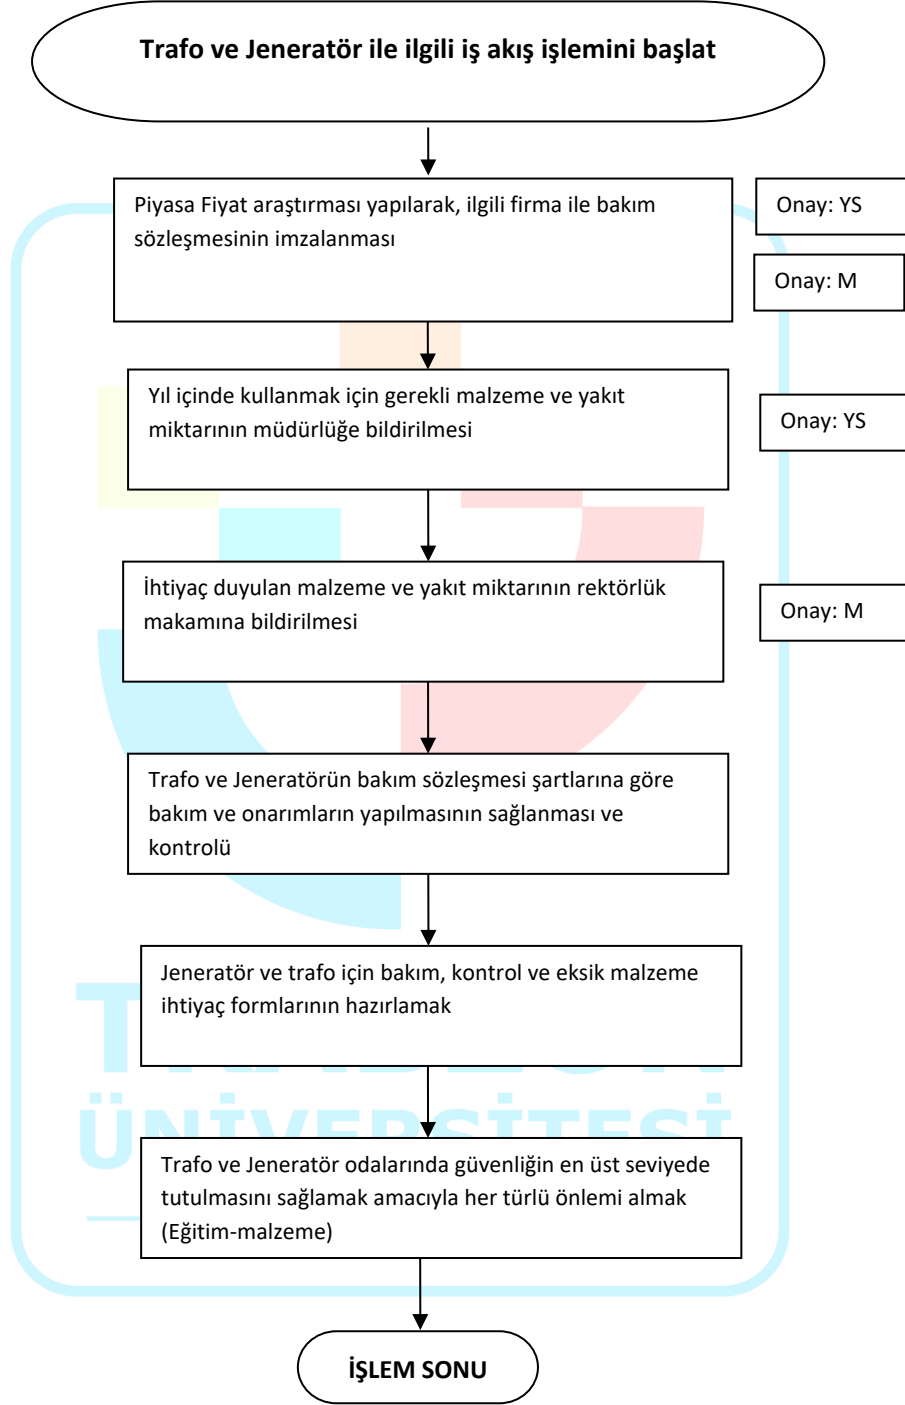 Trafo ve Jeneratör ile ilgili iş akış işlemini başlat
Piyasa Fiyat araştırması yapılarak, ilgili firma ile bakım
sözleşmesinin imzalanması
Onay: YS
Onay: M
Yıl içinde kullanmak için gerekli malzeme ve yakıt
miktarının müdürlüğe bildirilmesi
Onay: YS
İhtiyaç duyulan malzeme ve yakıt miktarının rektörlük
makamına bildirilmesi
Onay: M
Trafo ve Jeneratörün bakım sözleşmesi şartlarına göre
bakım ve onarımların yapılmasının sağlanması ve
kontrolü
Jeneratör ve trafo için bakım, kontrol ve eksik malzeme
ihtiyaç formlarının hazırlamak
ÜNİVERSİTESİ
Trafo ve Jeneratör odalarında güvenliğin en üst seviyede
tutulmasını sağlamak amacıyla her türlü önlemi almak
(Eğitim-malzeme)
İŞLEM SONU